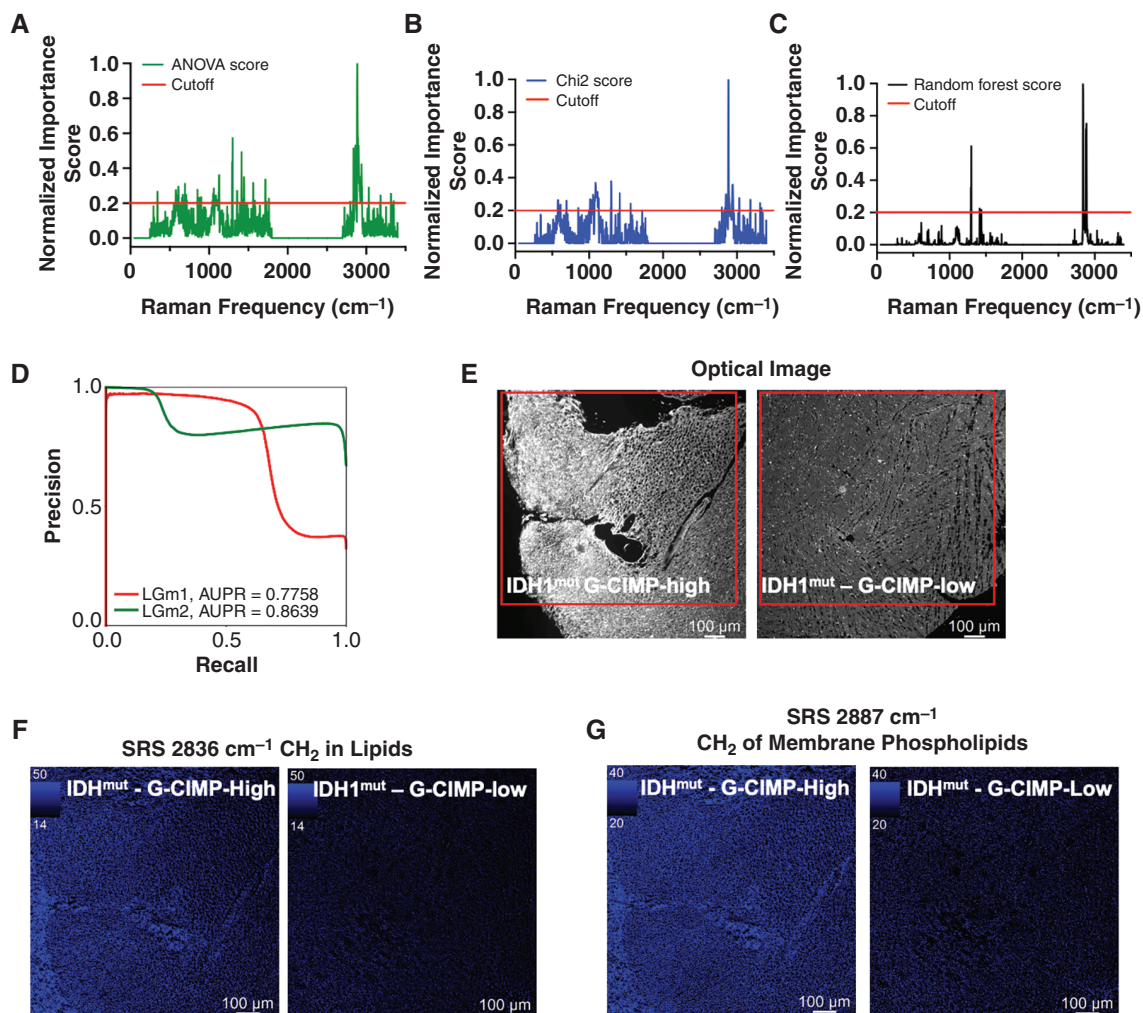 A
ANOVA score
Cutoff
Normalized Importance
Score
1.0
0.8
0.6
0.4
0.2
0.0
0
1000
2000
3000
Raman Frequency (cm⁻¹)
B
Chi2 score
Cutoff
Normalized Importance
Score
1.0
0.8
0.6
0.4
0.2
0.0
0
1000
2000
3000
Raman Frequency (cm⁻¹)
C
Random forest score
Cutoff
Normalized Importance
Score
1.0
0.8
0.6
0.4
0.2
0.0
0
1000
2000
3000
Raman Frequency (cm⁻¹)
D
Precision
1.0
0.5
0.0
LGm1, AUPR = 0.7758
LGm2, AUPR = 0.8639
0.0
0.5
1.0
Recall
E
Optical Image
IDH1ᵐᵘᵗ G-CIMP-high
100 µm
IDH1ᵐᵘᵗ – G-CIMP-low
100 µm
F
SRS 2836 cm⁻¹ CH₂ in Lipids
50
14
IDHᵐᵘᵗ - G-CIMP-High
100 µm
50
14
IDH1ᵐᵘᵗ – G-CIMP-low
100 µm
G
SRS 2887 cm⁻¹
CH₂ of Membrane Phospholipids
40
20
IDHᵐᵘᵗ - G-CIMP-High
100 µm
40
20
IDHᵐᵘᵗ - G-CIMP-Low
100 µm